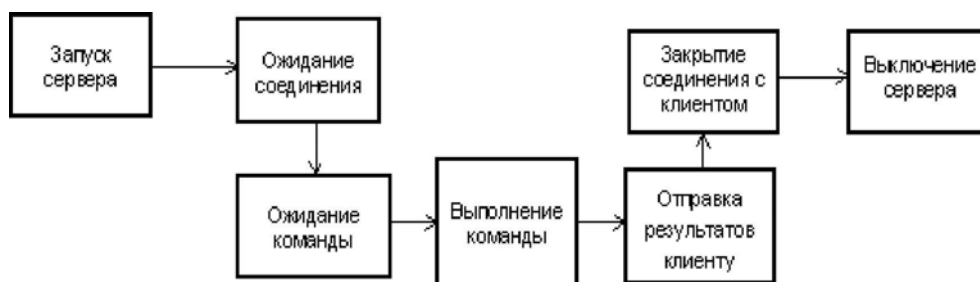 Запуск
сервера
Ожидание
соединения
Ожидание
команды
Выполнение
команды
Отправка
результатов
клиенту
Закрытие
соединения с
клиентом
Выключение
сервера